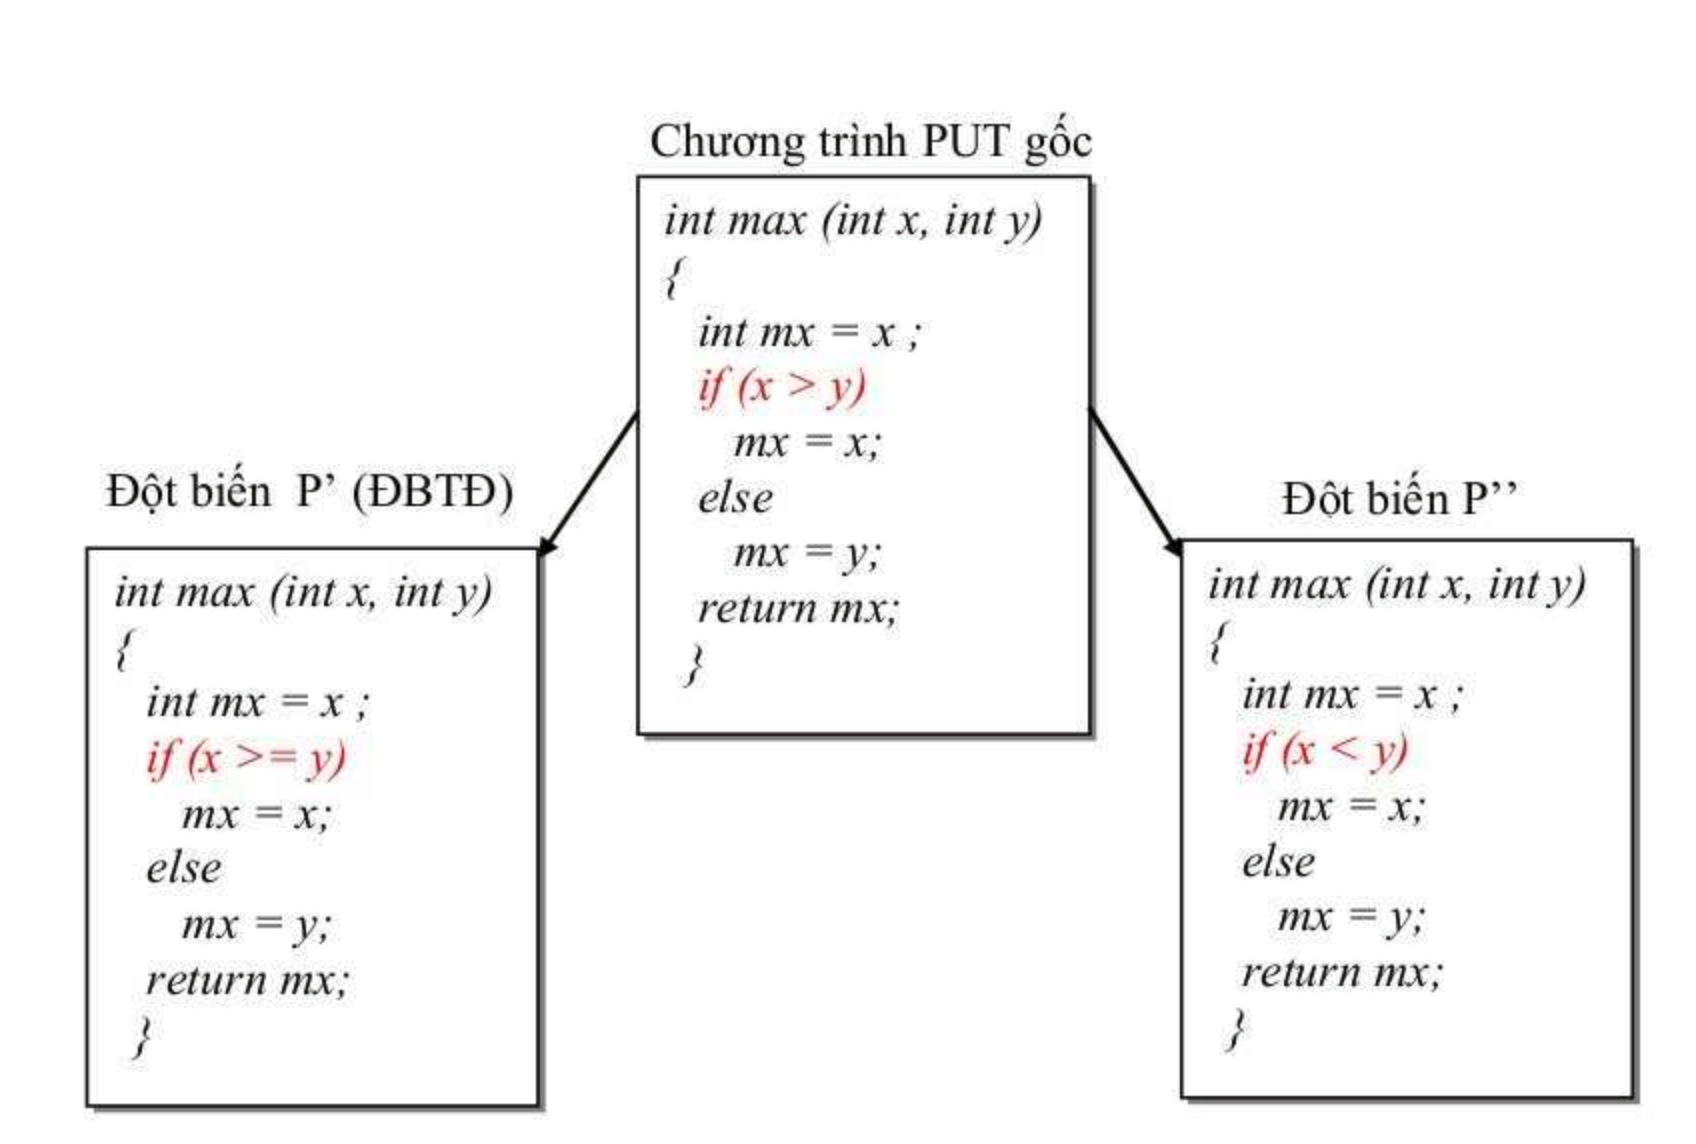 Chương trình PUT gốc
int max (int x, int y)
{
int mx = x ;
if (x > y)
mx = x;
else
mx = y;
return mx;
}
Đột biến P’ (ĐBTĐ)
int max (int x, int y)
{
int mx = x ;
if (x >= y)
mx = x;
else
mx = y;
return mx;
}
Đột biến P’’
int max (int x, int y)
{
int mx = x ;
if (x < y)
mx = x;
else
mx = y;
return mx;
}